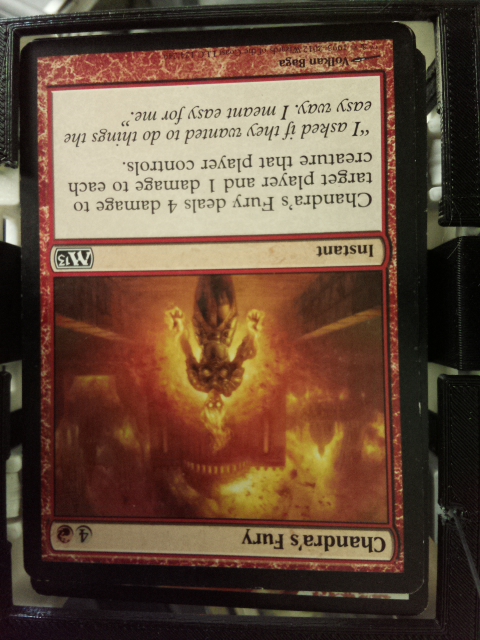 Chandra's Fury 4
Instant M13
Chandra's Fury deals 4 damage to
target player and 1 damage to each
creature that player controls.
"I asked if they wanted to do things the
easy way. I meant easy for me."
Volkan Baga